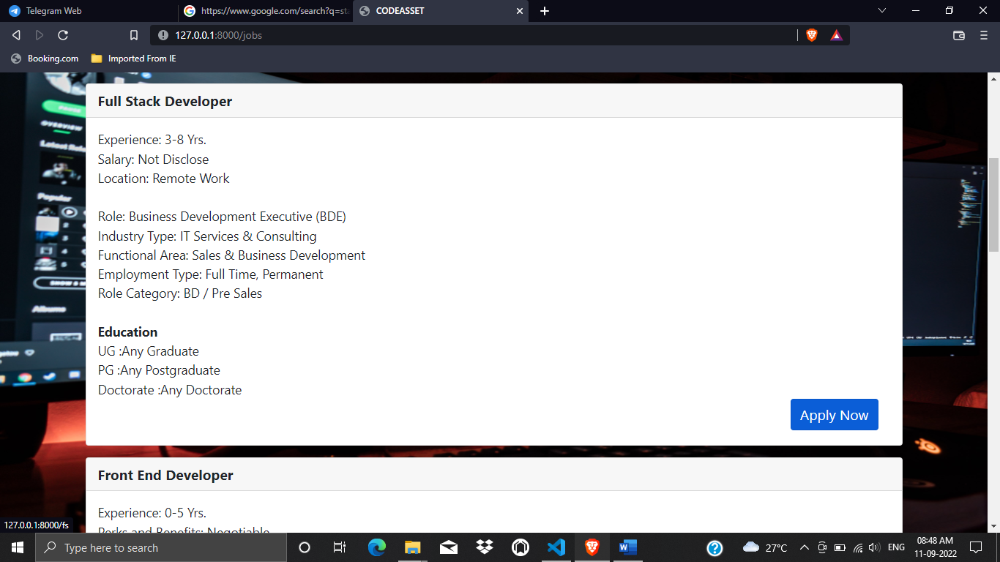 Telegram Web
https://www.google.com/search?q=sta
CODEASSET
127.0.0.1:8000/jobs
Booking.com
Imported From IE
OVERVIEW
Popular
Albums
Full Stack Developer
Experience: 3-8 Yrs.
Salary: Not Disclose
Location: Remote Work
Role: Business Development Executive (BDE)
Industry Type: IT Services & Consulting
Functional Area: Sales & Business Development
Employment Type: Full Time, Permanent
Role Category: BD / Pre Sales
Education
UG :Any Graduate
PG :Any Postgraduate
Doctorate :Any Doctorate
Apply Now
Front End Developer
Experience: 0-5 Yrs.
Perks and Benefits: Negotiable
127.0.0.1:8000/fs
Type here to search
27°C
ENG
08:48 AM
11-09-2022